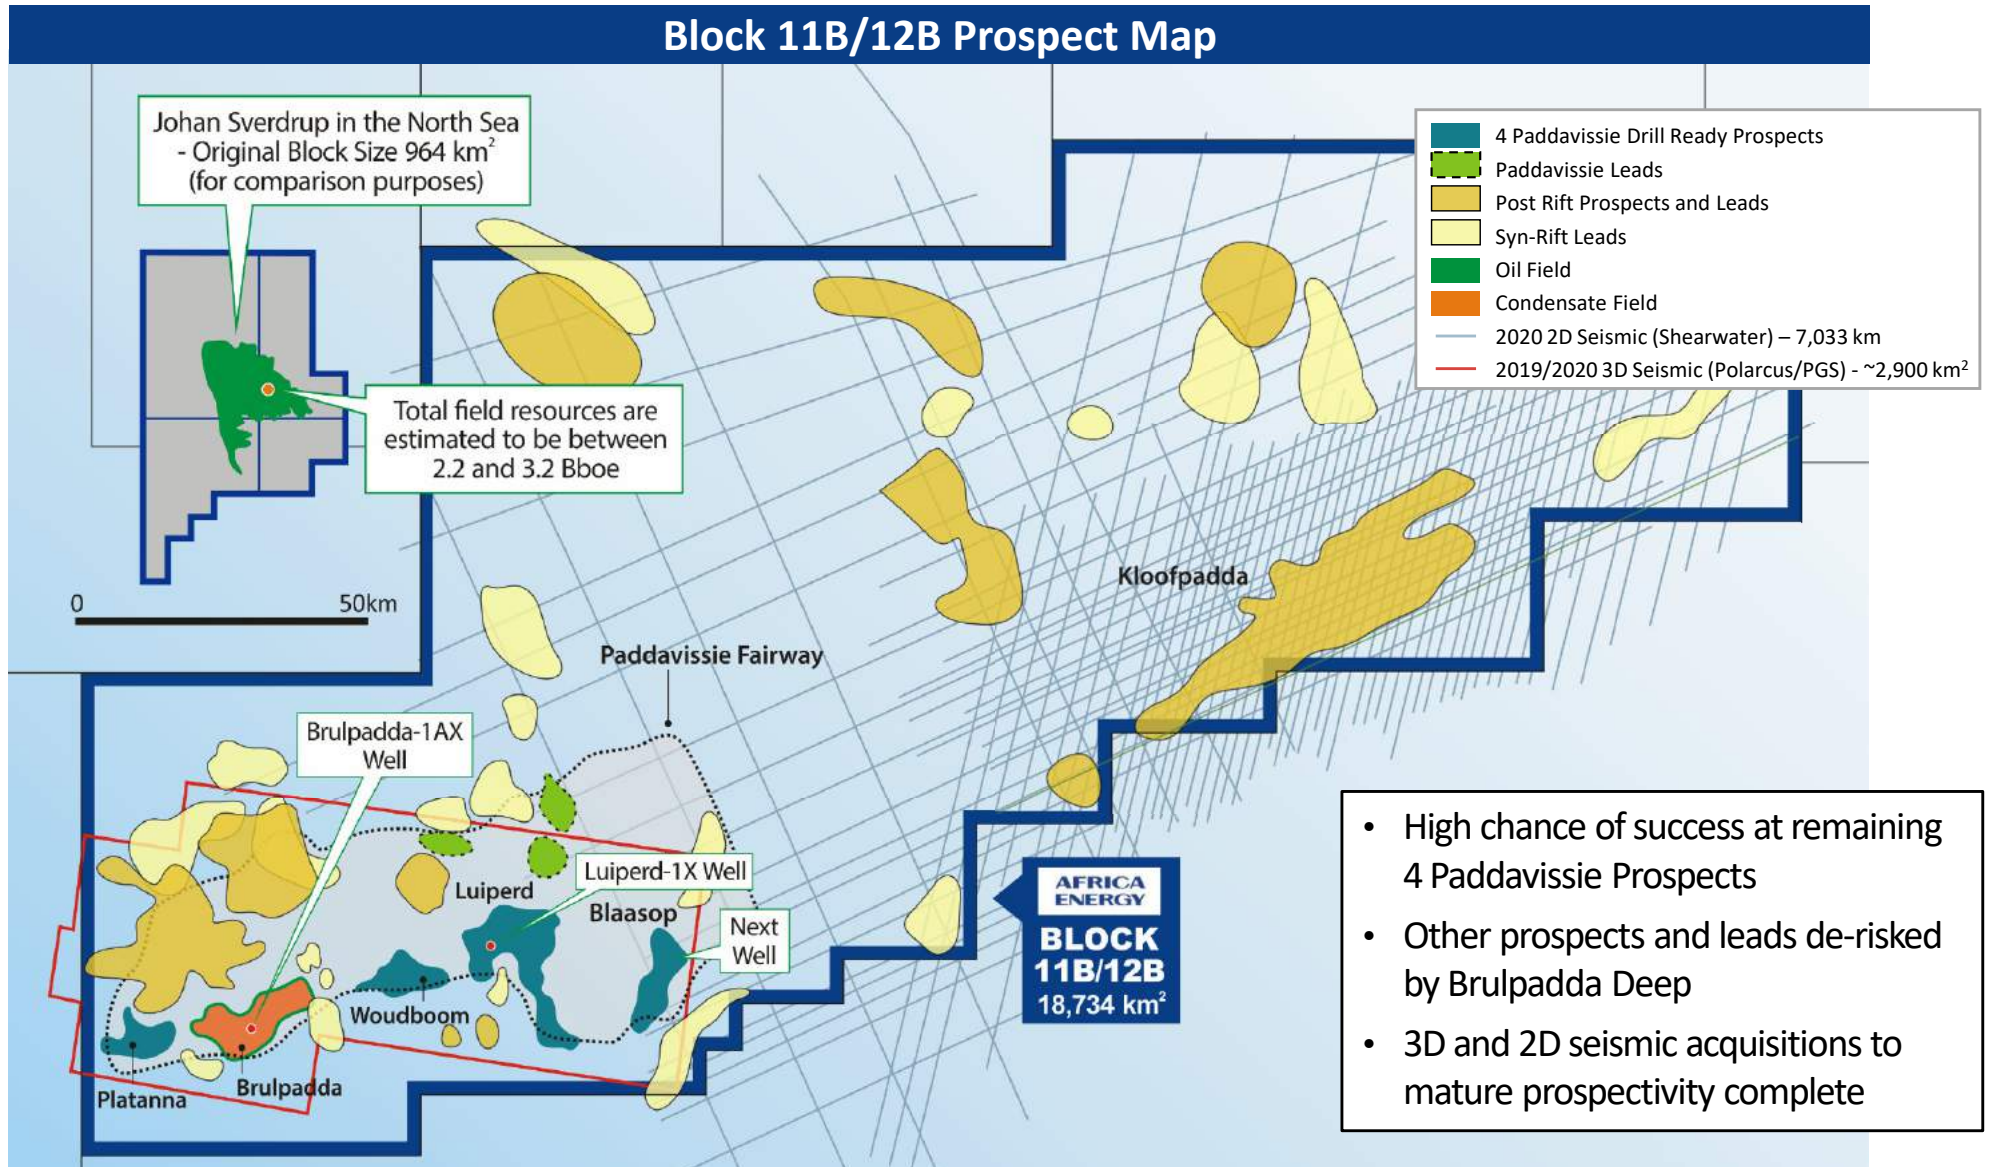 Block 11B/12B Prospect Map
Johan Sverdrup in the North Sea
- Original Block Size 964 km²
(for comparison purposes)
Total field resources are
estimated to be between
2.2 and 3.2 Bboe
0 50km
4 Paddavissie Drill Ready Prospects
Paddavissie Leads
Post Rift Prospects and Leads
Syn-Rift Leads
Oil Field
Condensate Field
2020 2D Seismic (Shearwater) – 7,033 km
2019/2020 3D Seismic (Polarcus/PGS) - ~2,900 km²
Kloofpadda
Paddavissie Fairway
Brulpadda-1AX
Well
Luiperd-1X Well
Luiperd
Blaasop
Next
Well
Woudboom
Platanna
Brulpadda
AFRICA
ENERGY
BLOCK
11B/12B
18,734 km²
• High chance of success at remaining
4 Paddavissie Prospects
• Other prospects and leads de-risked
by Brulpadda Deep
• 3D and 2D seismic acquisitions to
mature prospectivity complete